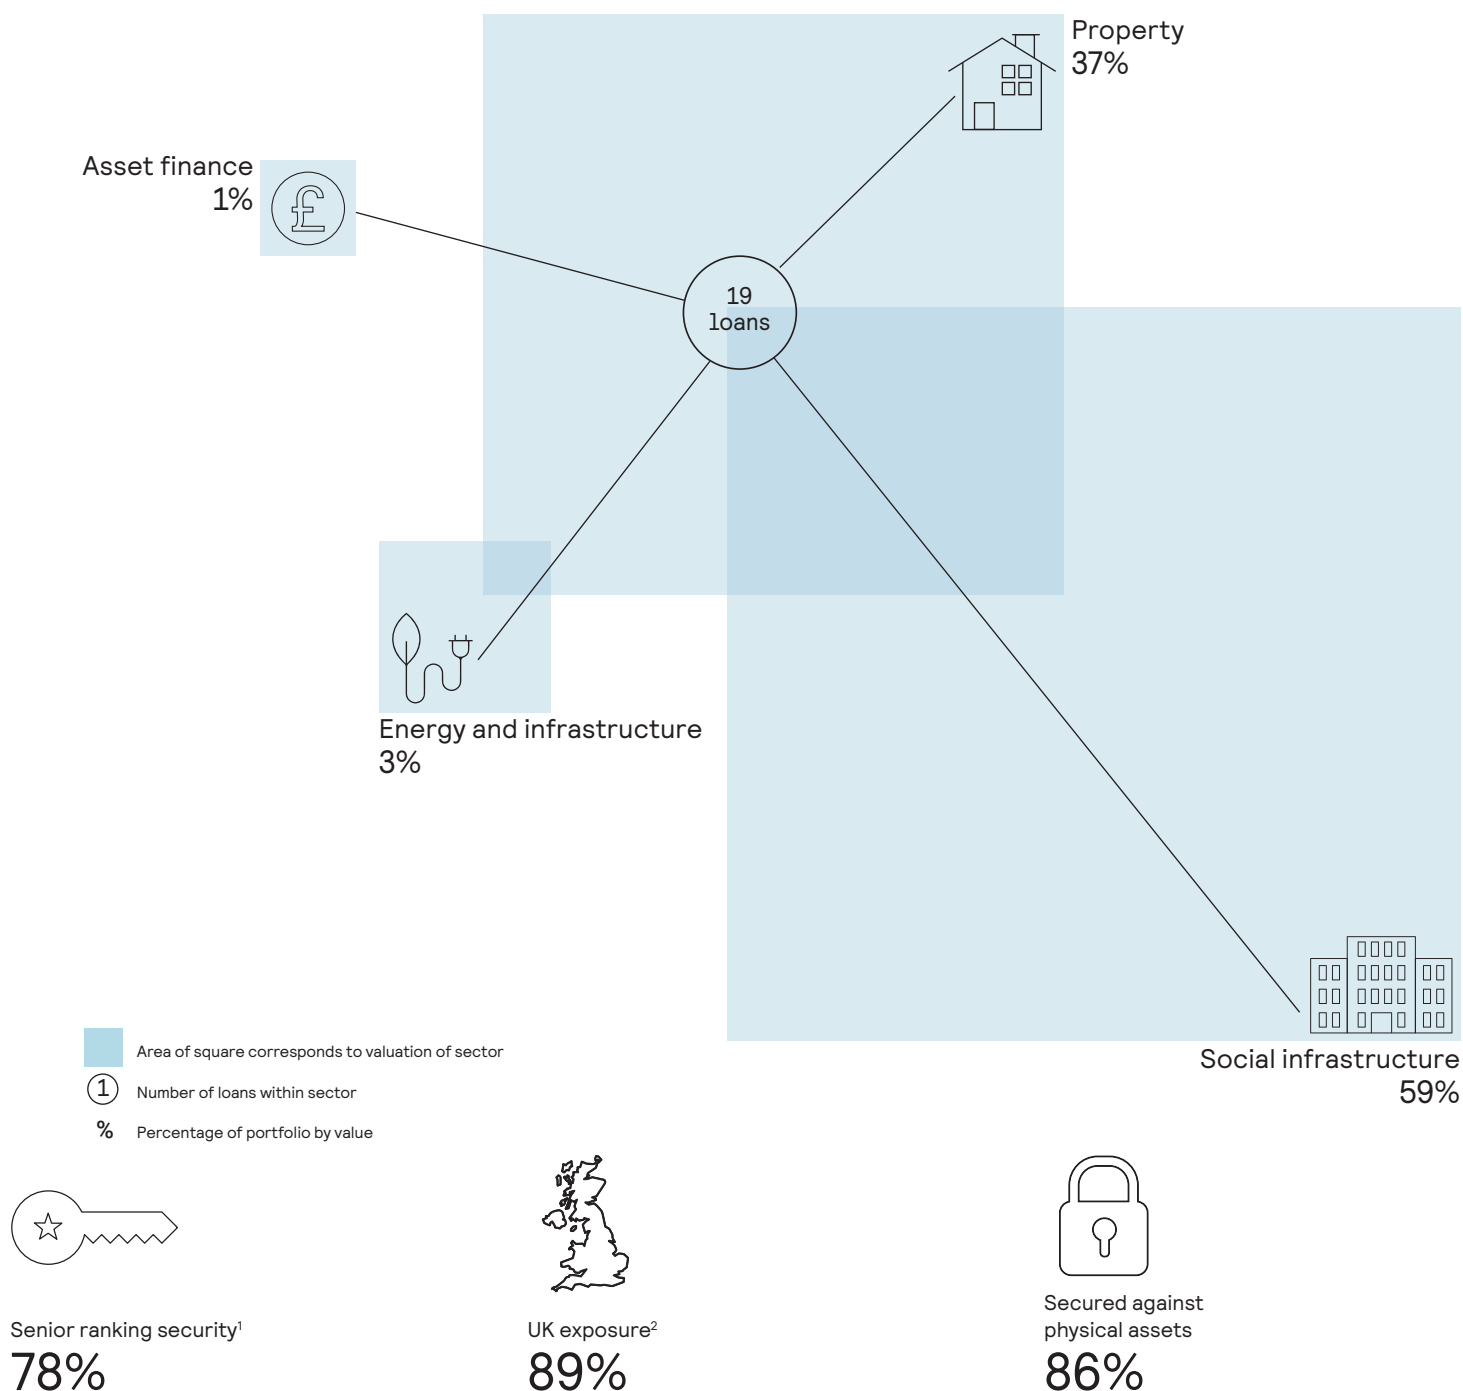 Property
37%
Asset finance
1%
£
19
loans
Energy and infrastructure
3%
Social infrastructure
59%
Area of square corresponds to valuation of sector
1
Number of loans within sector
%
Percentage of portfolio by value
Senior ranking security¹
78%
UK exposure²
89%
Secured against
physical assets
86%